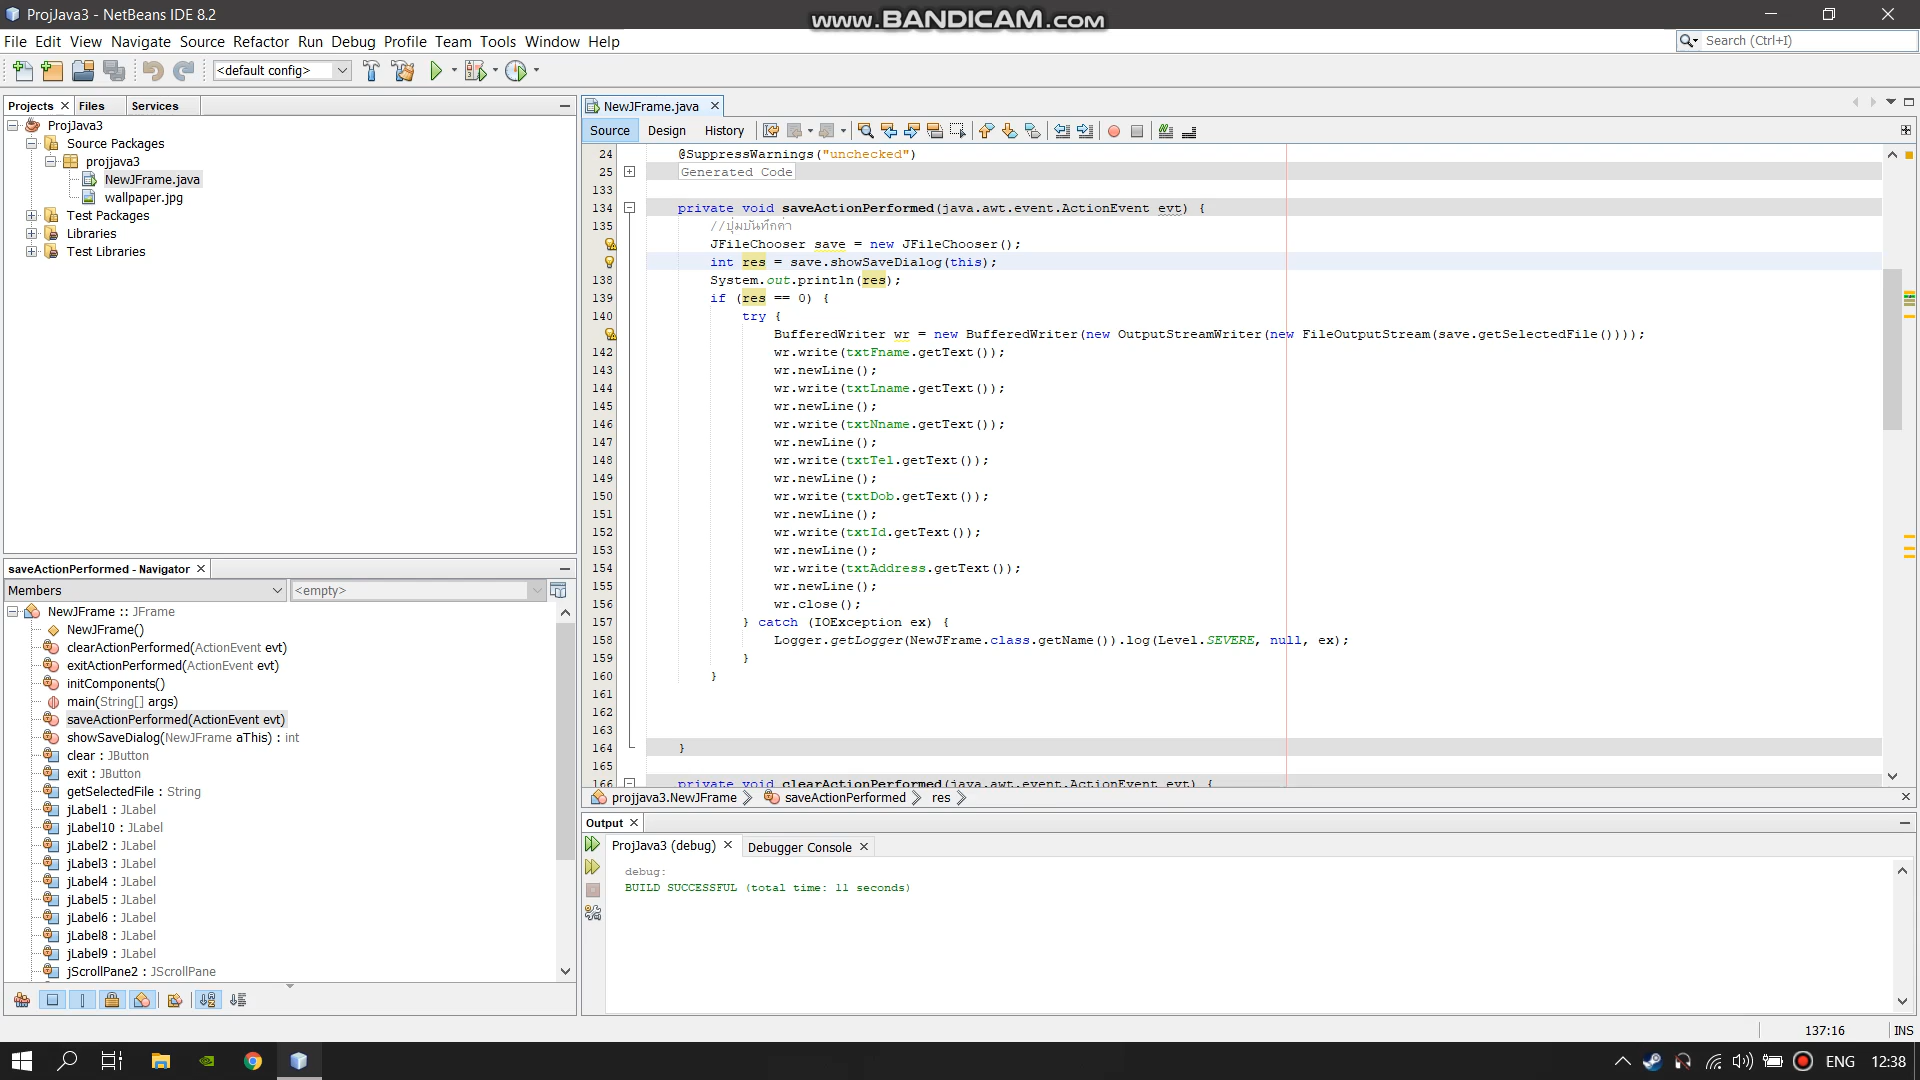 ProjJava3 - NetBeans IDE 8.2
www.BANDICAM.com
File Edit View Navigate Source Refactor Run Debug Profile Team Tools Window Help
Search (Ctrl+I)
<default config>
Projects Files Services
ProjJava3
Source Packages
projjava3
NewJFrame.java
wallpaper.jpg
Test Packages
Libraries
Test Libraries
saveActionPerformed - Navigator
Members
<empty>
NewJFrame :: JFrame
NewJFrame()
clearActionPerformed(ActionEvent evt)
exitActionPerformed(ActionEvent evt)
initComponents()
main(String[] args)
saveActionPerformed(ActionEvent evt)
showSaveDialog(NewJFrame aThis) : int
clear : JButton
exit : JButton
getSelectedFile : String
jLabel1 : JLabel
jLabel10 : JLabel
jLabel2 : JLabel
jLabel3 : JLabel
jLabel4 : JLabel
jLabel5 : JLabel
jLabel6 : JLabel
jLabel8 : JLabel
jLabel9 : JLabel
jScrollPane2 : JScrollPane
NewJFrame.java
Source Design History
24 @SuppressWarnings("unchecked")
25 Generated Code
133
134 private void saveActionPerformed(java.awt.event.ActionEvent evt) {
135 //ปุ่มบันทึกค่า
JFileChooser save = new JFileChooser();
int res = save.showSaveDialog(this);
138 System.out.println(res);
139 if (res == 0) {
140 try {
BufferedWriter wr = new BufferedWriter(new OutputStreamWriter(new FileOutputStream(save.getSelectedFile())));
142 wr.write(txtFname.getText());
143 wr.newLine();
144 wr.write(txtLname.getText());
145 wr.newLine();
146 wr.write(txtNname.getText());
147 wr.newLine();
148 wr.write(txtTel.getText());
149 wr.newLine();
150 wr.write(txtDob.getText());
151 wr.newLine();
152 wr.write(txtId.getText());
153 wr.newLine();
154 wr.write(txtAddress.getText());
155 wr.newLine();
156 wr.close();
157 } catch (IOException ex) {
158 Logger.getLogger(NewJFrame.class.getName()).log(Level.SEVERE, null, ex);
159 }
160 }
161
162
163
164 }
165
166 private void clearActionPerformed(java.awt.event.ActionEvent evt) {
projjava3.NewJFrame saveActionPerformed res
Output
ProjJava3 (debug) Debugger Console
debug:
BUILD SUCCESSFUL (total time: 11 seconds)
137:16 INS
ENG 12:38